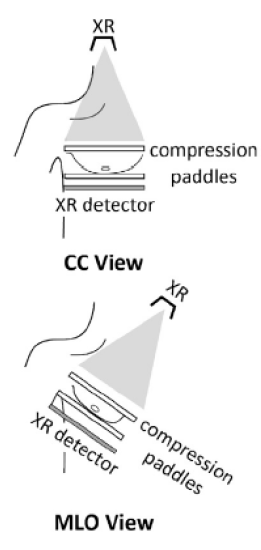 XR
compression
paddles
XR detector
CC View
XR
compression
paddles
XR detector
MLO View